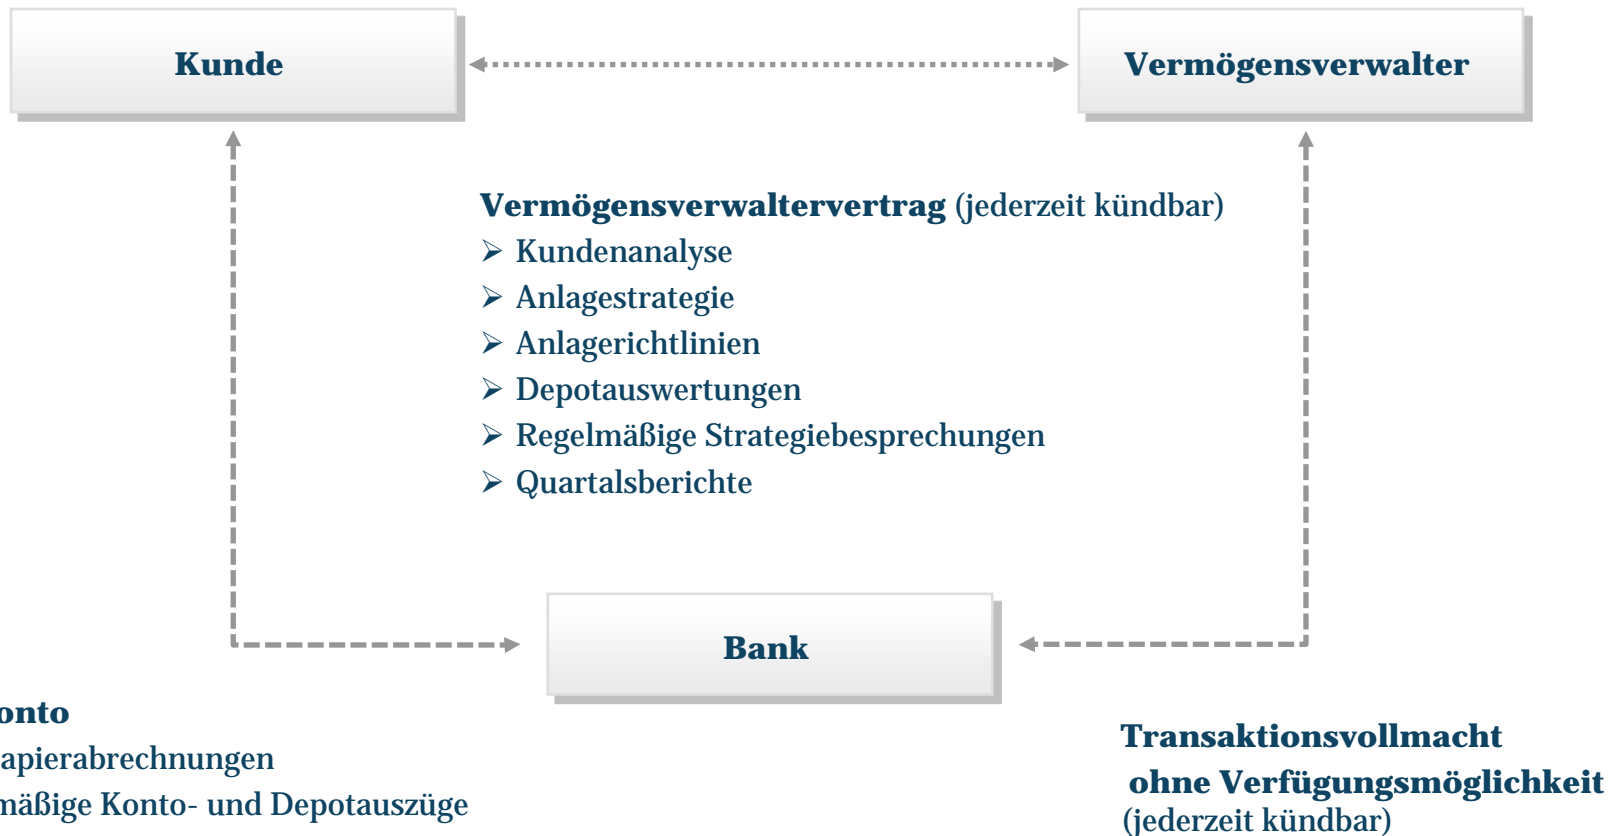 Kunde
Vermögensverwalter
Vermögensverwaltervertrag (jederzeit kündbar)
➢ Kundenanalyse
➢ Anlagestrategie
➢ Anlagerichtlinien
➢ Depotauswertungen
➢ Regelmäßige Strategiebesprechungen
➢ Quartalsberichte
Bank
onto
apierabrechnungen
mäßige Konto- und Depotauszüge
Transaktionsvollmacht
ohne Verfügungsmöglichkeit
(jederzeit kündbar)